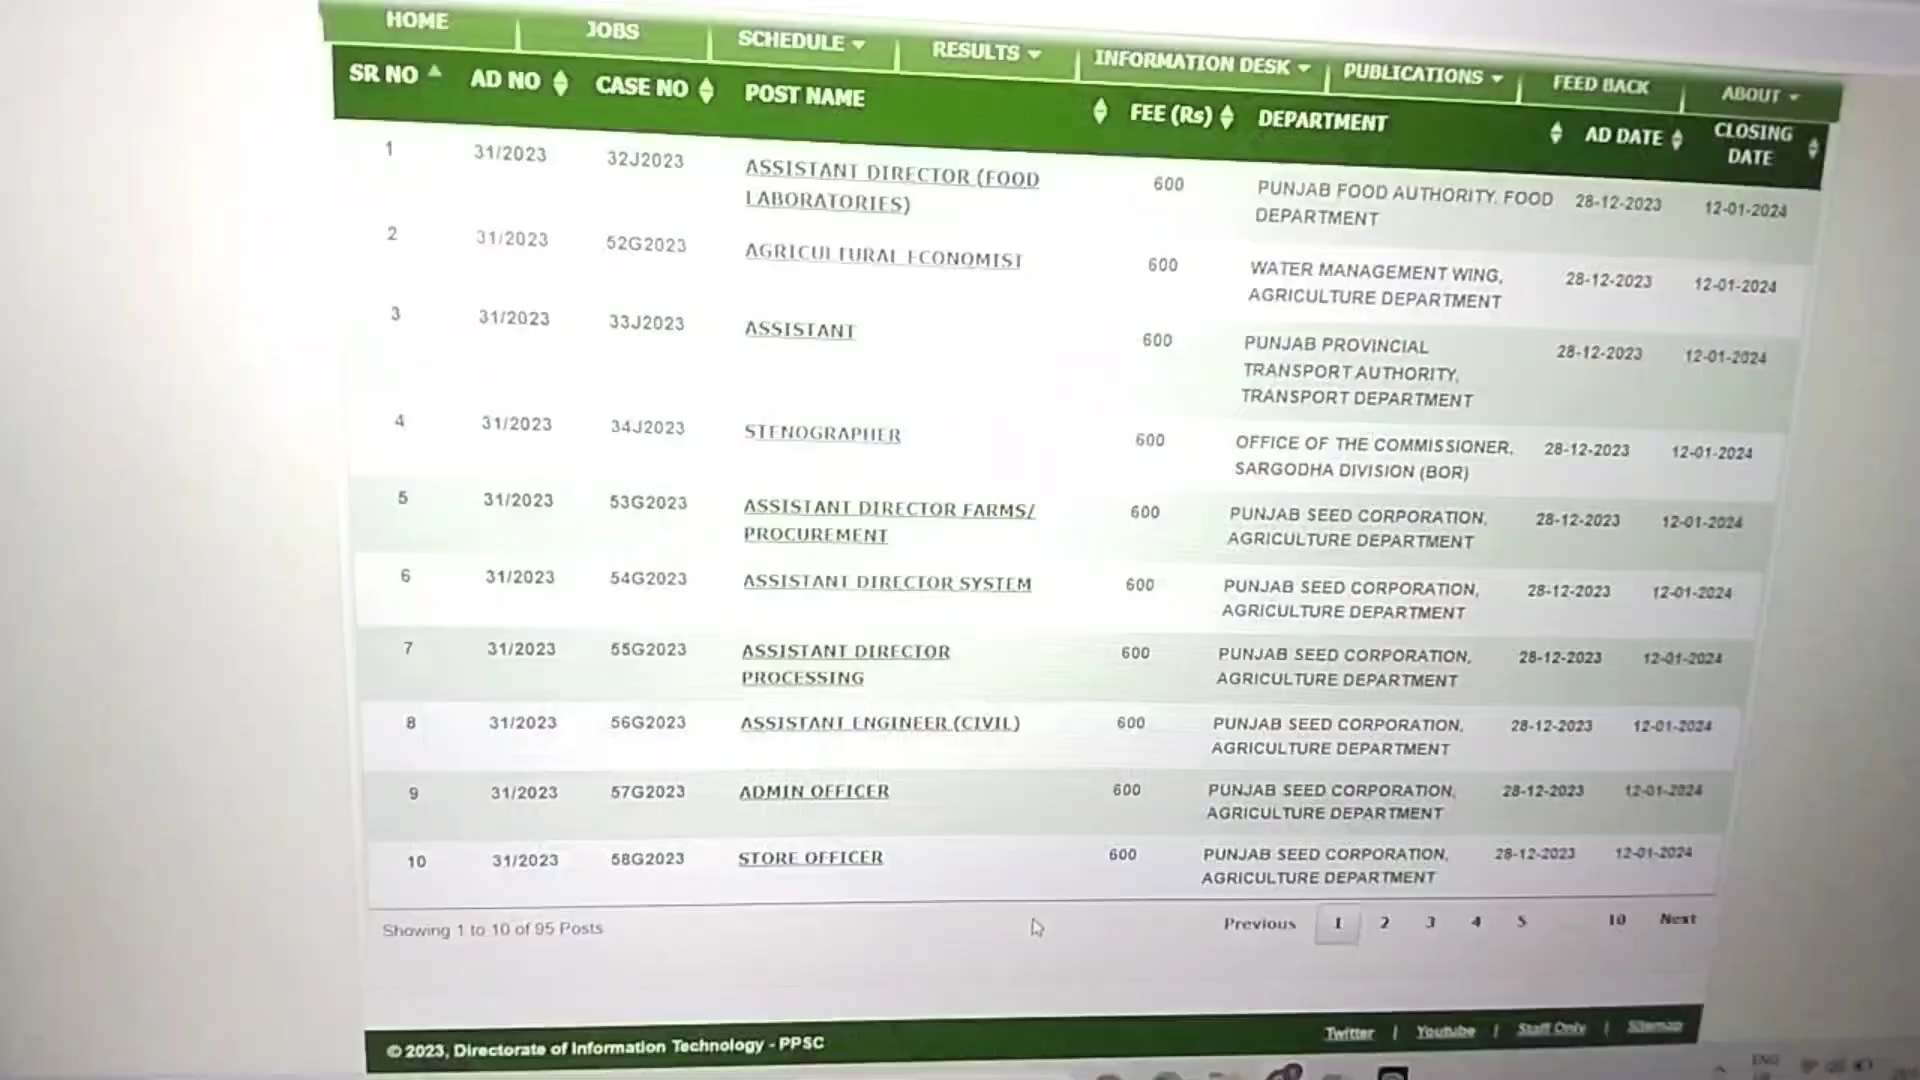 HOME JOBS SCHEDULE RESULTS INFORMATION DESK PUBLICATIONS FEED BACK ABOUT
SR NO AD NO CASE NO POST NAME FEE (Rs) DEPARTMENT AD DATE CLOSING
DATE
1 31/2023 32J2023 ASSISTANT DIRECTOR (FOOD 600 PUNJAB FOOD AUTHORITY, FOOD 28-12-2023 12-01-2024
LABORATORIES) DEPARTMENT
2 31/2023 52G2023 AGRICULTURAL ECONOMIST 600 WATER MANAGEMENT WING, 28-12-2023 12-01-2024
AGRICULTURE DEPARTMENT
3 31/2023 33J2023 ASSISTANT 600 PUNJAB PROVINCIAL 28-12-2023 12-01-2024
TRANSPORT AUTHORITY,
TRANSPORT DEPARTMENT
4 31/2023 34J2023 STENOGRAPHER 600 OFFICE OF THE COMMISSIONER, 28-12-2023 12-01-2024
SARGODHA DIVISION (BOR)
5 31/2023 53G2023 ASSISTANT DIRECTOR FARMS/ 600 PUNJAB SEED CORPORATION, 28-12-2023 12-01-2024
PROCUREMENT AGRICULTURE DEPARTMENT
6 31/2023 54G2023 ASSISTANT DIRECTOR SYSTEM 600 PUNJAB SEED CORPORATION, 28-12-2023 12-01-2024
AGRICULTURE DEPARTMENT
7 31/2023 55G2023 ASSISTANT DIRECTOR 600 PUNJAB SEED CORPORATION, 28-12-2023 12-01-2024
PROCESSING AGRICULTURE DEPARTMENT
8 31/2023 56G2023 ASSISTANT ENGINEER (CIVIL) 600 PUNJAB SEED CORPORATION, 28-12-2023 12-01-2024
AGRICULTURE DEPARTMENT
9 31/2023 57G2023 ADMIN OFFICER 600 PUNJAB SEED CORPORATION, 28-12-2023 12-01-2024
AGRICULTURE DEPARTMENT
10 31/2023 58G2023 STORE OFFICER 600 PUNJAB SEED CORPORATION, 28-12-2023 12-01-2024
AGRICULTURE DEPARTMENT
Showing 1 to 10 of 95 Posts Previous 1 2 3 4 5 10 Next
© 2023, Directorate of Information Technology - PPSC Twitter | Youtube | Staff Only | Sitemap
ENG